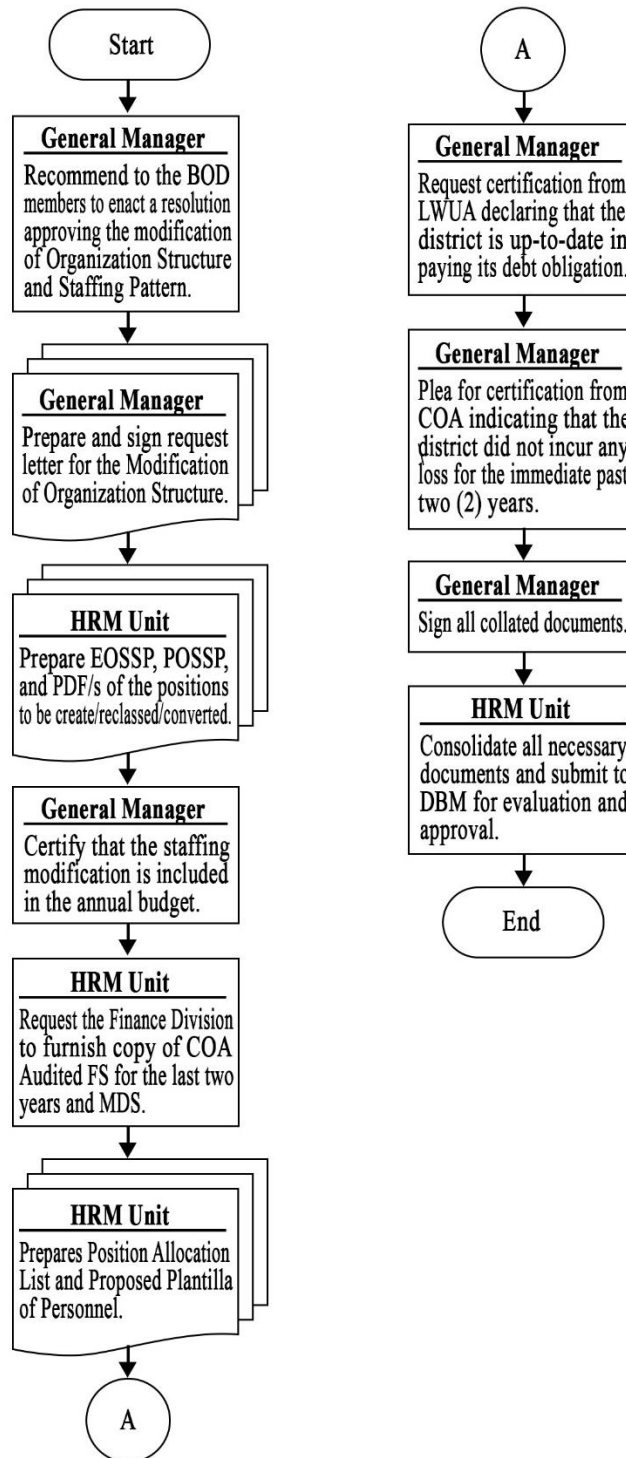 Start
General Manager
Recommend to the BOD
members to enact a resolution
approving the modification
of Organization Structure
and Staffing Pattern.
General Manager
Prepare and sign request
letter for the Modification
of Organization Structure.
HRM Unit
Prepare EOSSP, POSSP,
and PDF/s of the positions
to be create/reclassed/converted.
General Manager
Certify that the staffing
modification is included
in the annual budget.
HRM Unit
Request the Finance Division
to furnish copy of COA
Audited FS for the last two
years and MDS.
HRM Unit
Prepares Position Allocation
List and Proposed Plantilla
of Personnel.
A
A
General Manager
Request certification from
LWUA declaring that the
district is up-to-date in
paying its debt obligation.
General Manager
Plea for certification from
COA indicating that the
district did not incur any
loss for the immediate past
two (2) years.
General Manager
Sign all collated documents.
HRM Unit
Consolidate all necessary
documents and submit to
DBM for evaluation and
approval.
End